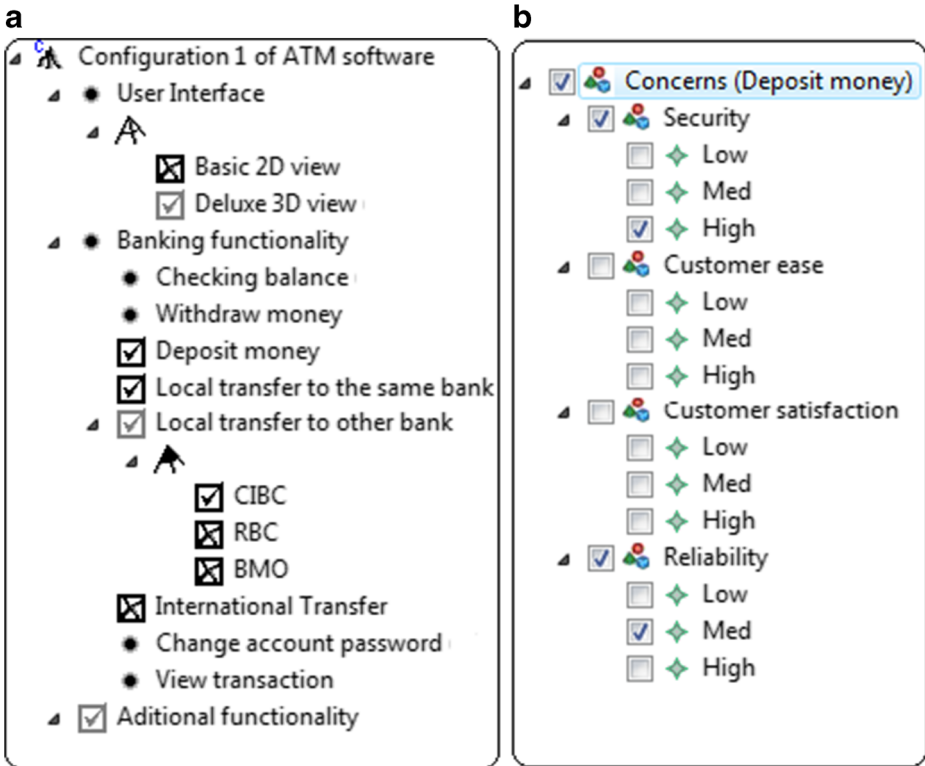 a
C
Configuration 1 of ATM software
User Interface
Basic 2D view
Deluxe 3D view
Banking functionality
Checking balance
Withdraw money
Deposit money
Local transfer to the same bank
Local transfer to other bank
CIBC
RBC
BMO
International Transfer
Change account password
View transaction
Aditional functionality
b
Concerns (Deposit money)
Security
Low
Med
High
Customer ease
Low
Med
High
Customer satisfaction
Low
Med
High
Reliability
Low
Med
High